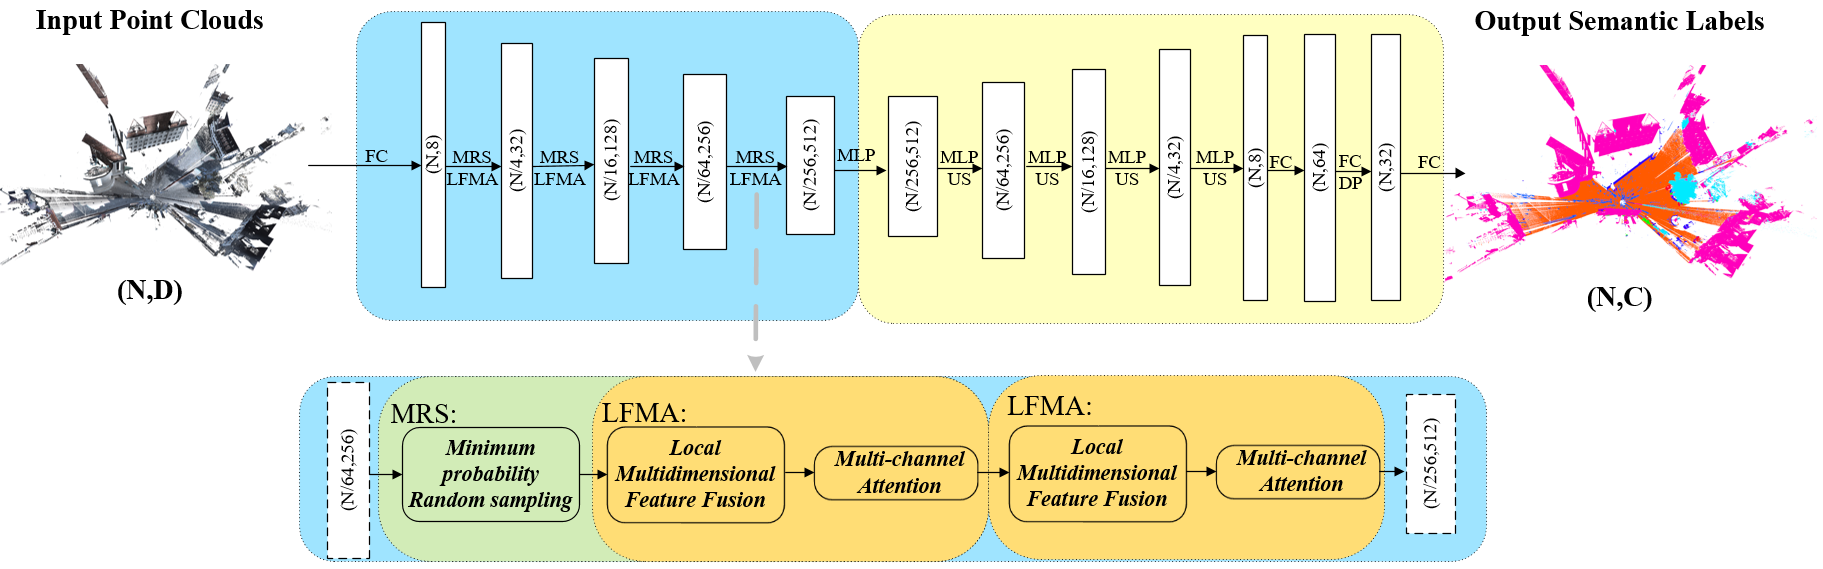 Input Point Clouds
Output Semantic Labels
(N,D)
FC
(N,8)
MRS
LFMA
(N/4,32)
MRS
LFMA
(N/16,128)
MRS
LFMA
(N/64,256)
MRS
LFMA
(N/256,512)
MLP
(N/256,512)
MLP
US
(N/64,256)
MLP
US
(N/16,128)
MLP
US
(N/4,32)
MLP
US
(N,8)
FC
(N,64)
FC
DP
(N,32)
FC
(N,C)
(N/64,256)
MRS:
Minimum
probability
Random sampling
LFMA:
Local
Multidimensional
Feature Fusion
Multi-channel
Attention
LFMA:
Local
Multidimensional
Feature Fusion
Multi-channel
Attention
(N/256,512)